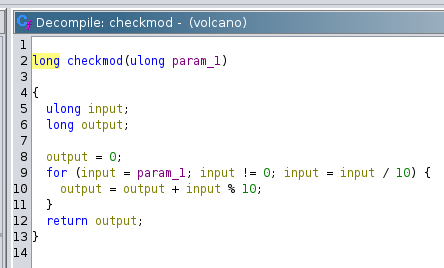 Decompile: checkmod - (volcano)
1
2 long checkmod(ulong param_1)
3
4 {
5 ulong input;
6 long output;
7
8 output = 0;
9 for (input = param_1; input != 0; input = input / 10) {
10 output = output + input % 10;
11 }
12 return output;
13 }
14